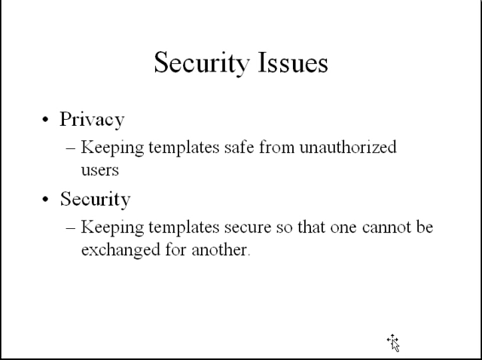 Security Issues
• Privacy
– Keeping templates safe from unauthorized
users
• Security
– Keeping templates secure so that one cannot be
exchanged for another.